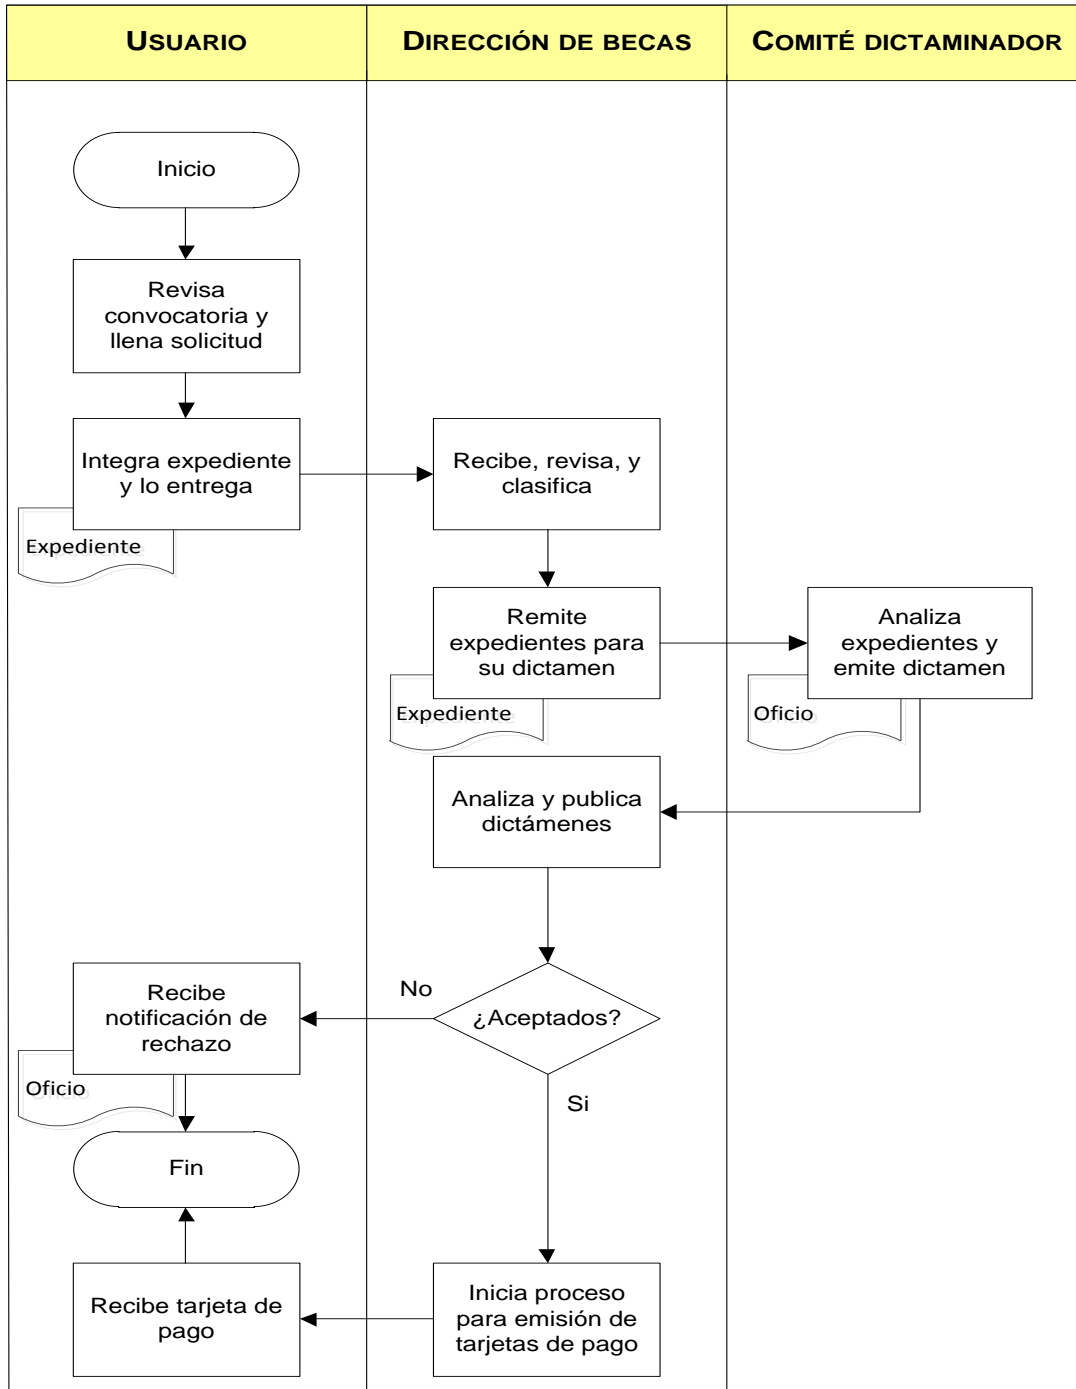 USUARIO
DIRECCIÓN DE BECAS
COMITÉ DICTAMINADOR
Inicio
Revisa
convocatoria y
llena solicitud
Integra expediente
y lo entrega
Expediente
Recibe, revisa, y
clasifica
Remite
expedientes para
su dictamen
Expediente
Analiza
expedientes y
emite dictamen
Oficio
Analiza y publica
dictámenes
¿Aceptados?
No
Si
Recibe
notificación de
rechazo
Oficio
Fin
Inicia proceso
para emisión de
tarjetas de pago
Recibe tarjeta de
pago